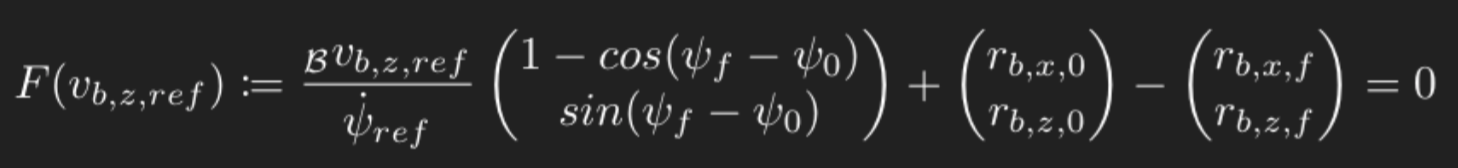 F(v_{b,z,ref}) := \frac{{}_{\mathcal{B}}v_{b,z,ref}}{\dot{\psi}_{ref}} \begin{pmatrix} 1 - cos(\psi_f - \psi_0) \\ sin(\psi_f - \psi_0) \end{pmatrix} + \begin{pmatrix} r_{b,x,0} \\ r_{b,z,0} \end{pmatrix} - \begin{pmatrix} r_{b,x,f} \\ r_{b,z,f} \end{pmatrix} = 0